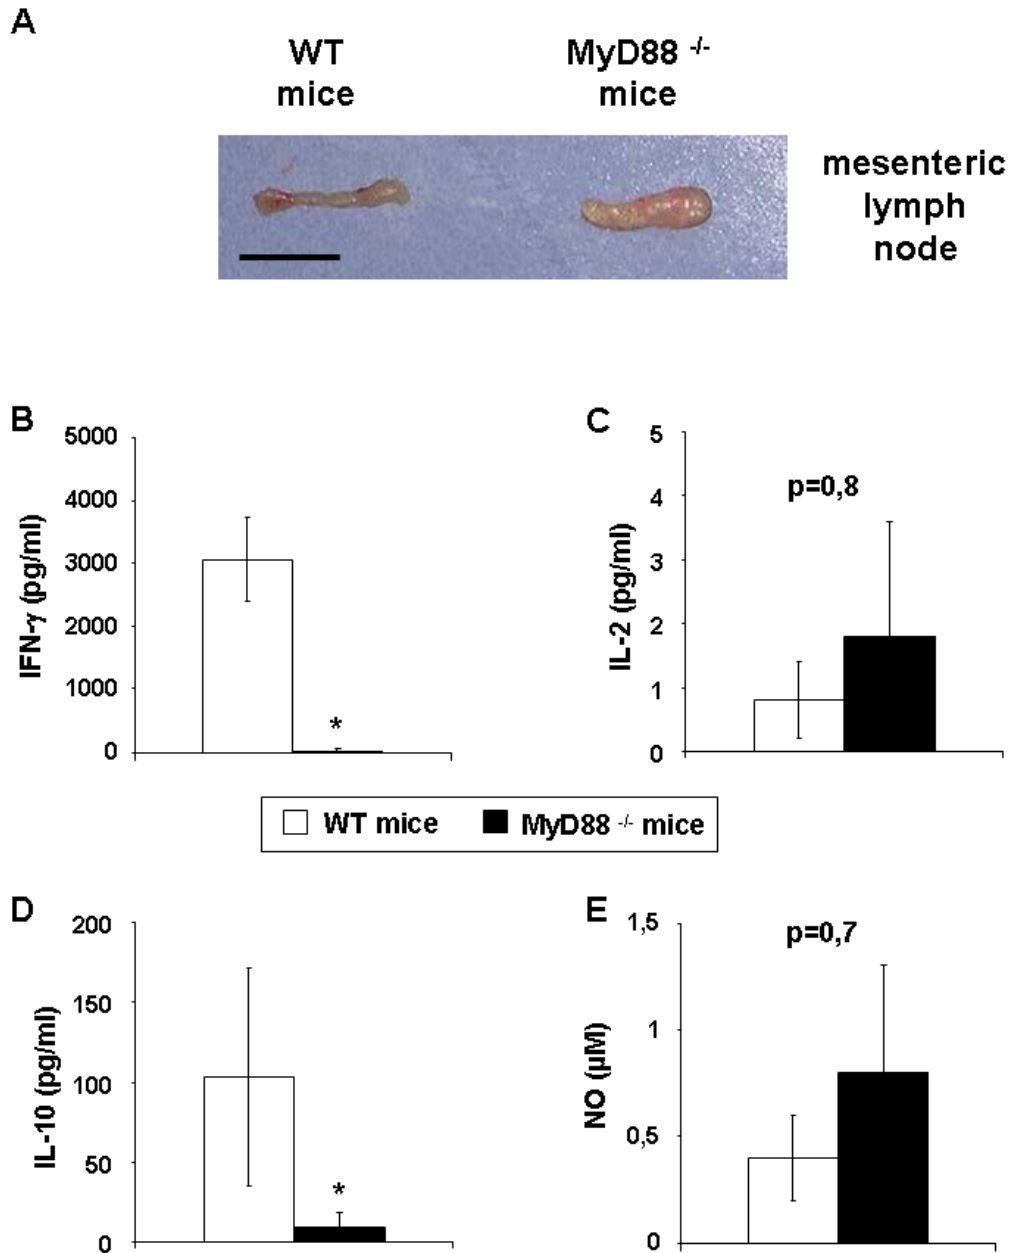 A
WT
mice
MyD88 -/-
mice
mesenteric
lymph
node
B
IFN-γ (pg/ml)
5000
4000
3000
2000
1000
0
*
C
IL-2 (pg/ml)
5
4
3
2
1
0
p=0,8
WT mice
MyD88 -/- mice
D
IL-10 (pg/ml)
200
150
100
50
0
*
E
NO (µM)
1,5
1
0,5
0
p=0,7